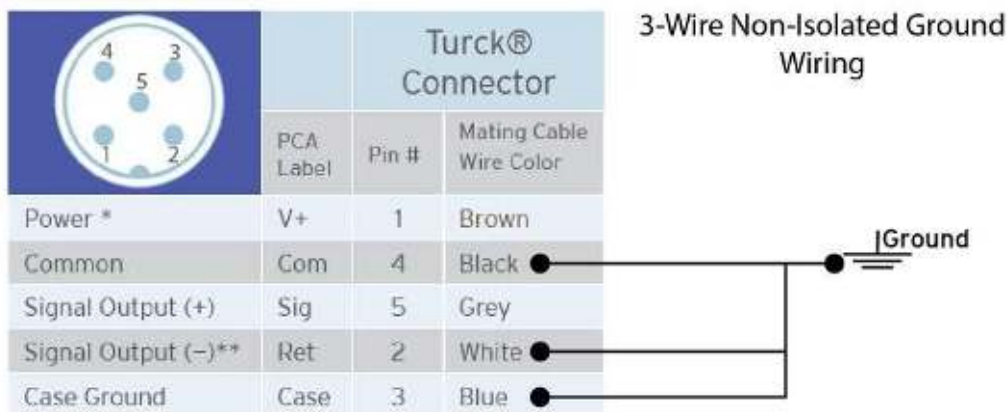 3-Wire Non-Isolated Ground
Wiring
4 3
5
1 2
Turck®
Connector
PCA
Label
Pin #
Mating Cable
Wire Color
Power * V+ 1 Brown
Common Com 4 Black
Signal Output (+) Sig 5 Grey
Signal Output (−)** Ret 2 White
Case Ground Case 3 Blue
Ground